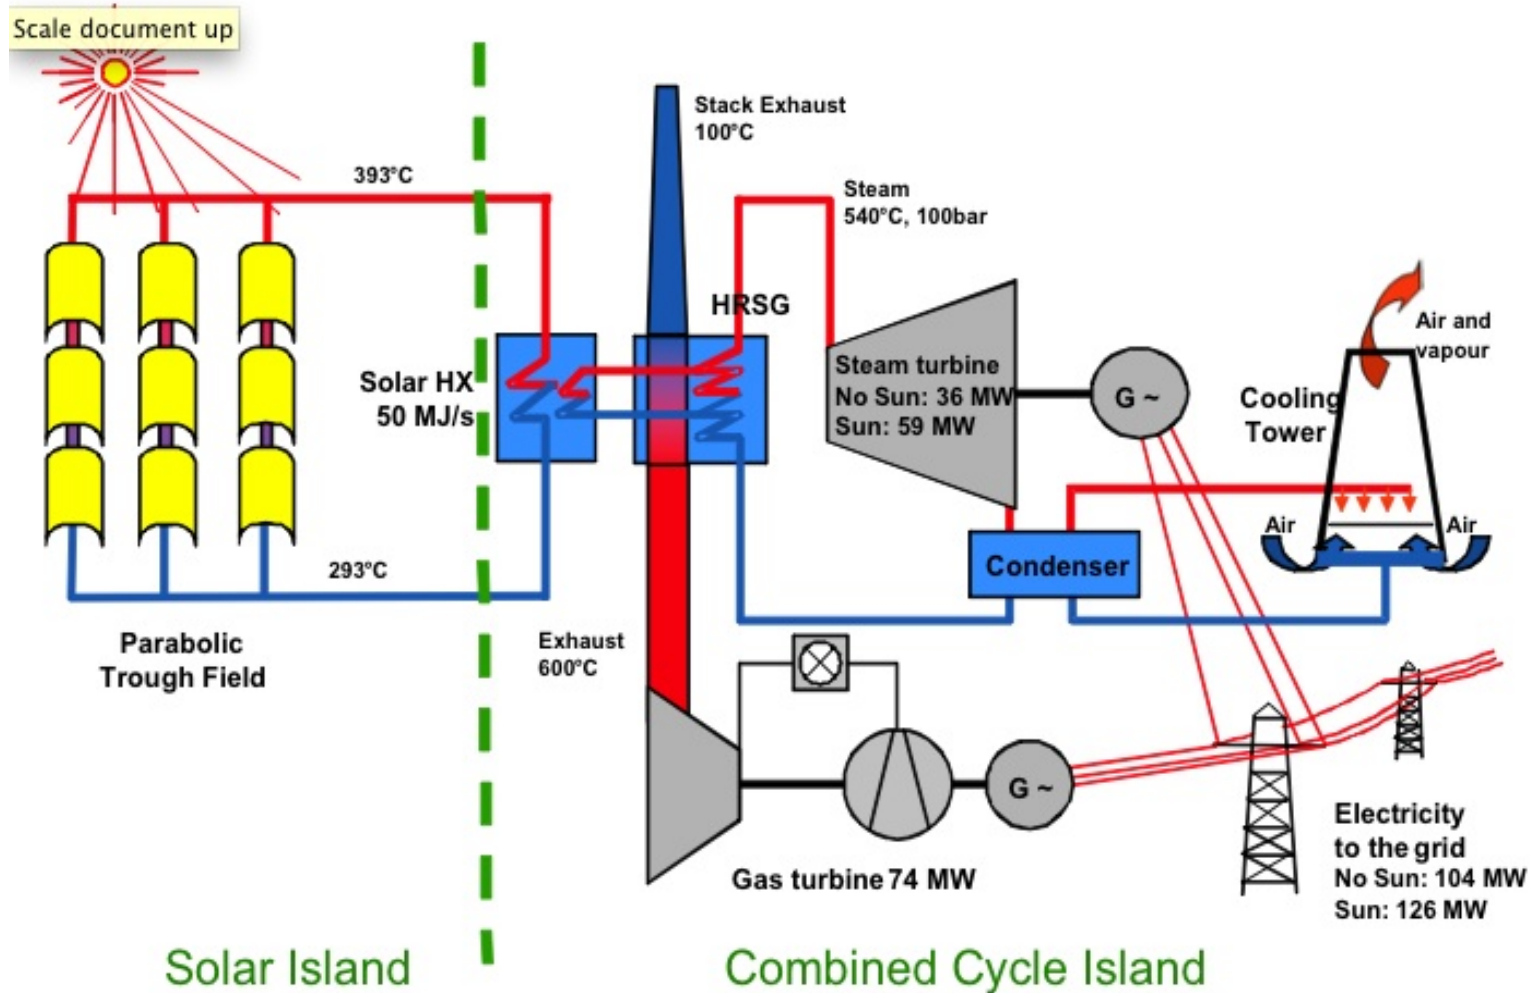 Scale document up
Stack Exhaust
100°C
393°C
Steam
540°C, 100bar
HRSG
Air and
vapour
Solar HX
50 MJ/s
Steam turbine
No Sun: 36 MW
Sun: 59 MW
G ~
Cooling
Tower
Air
Air
Condenser
293°C
Parabolic
Trough Field
Exhaust
600°C
G ~
Gas turbine 74 MW
Electricity
to the grid
No Sun: 104 MW
Sun: 126 MW
Solar Island
Combined Cycle Island